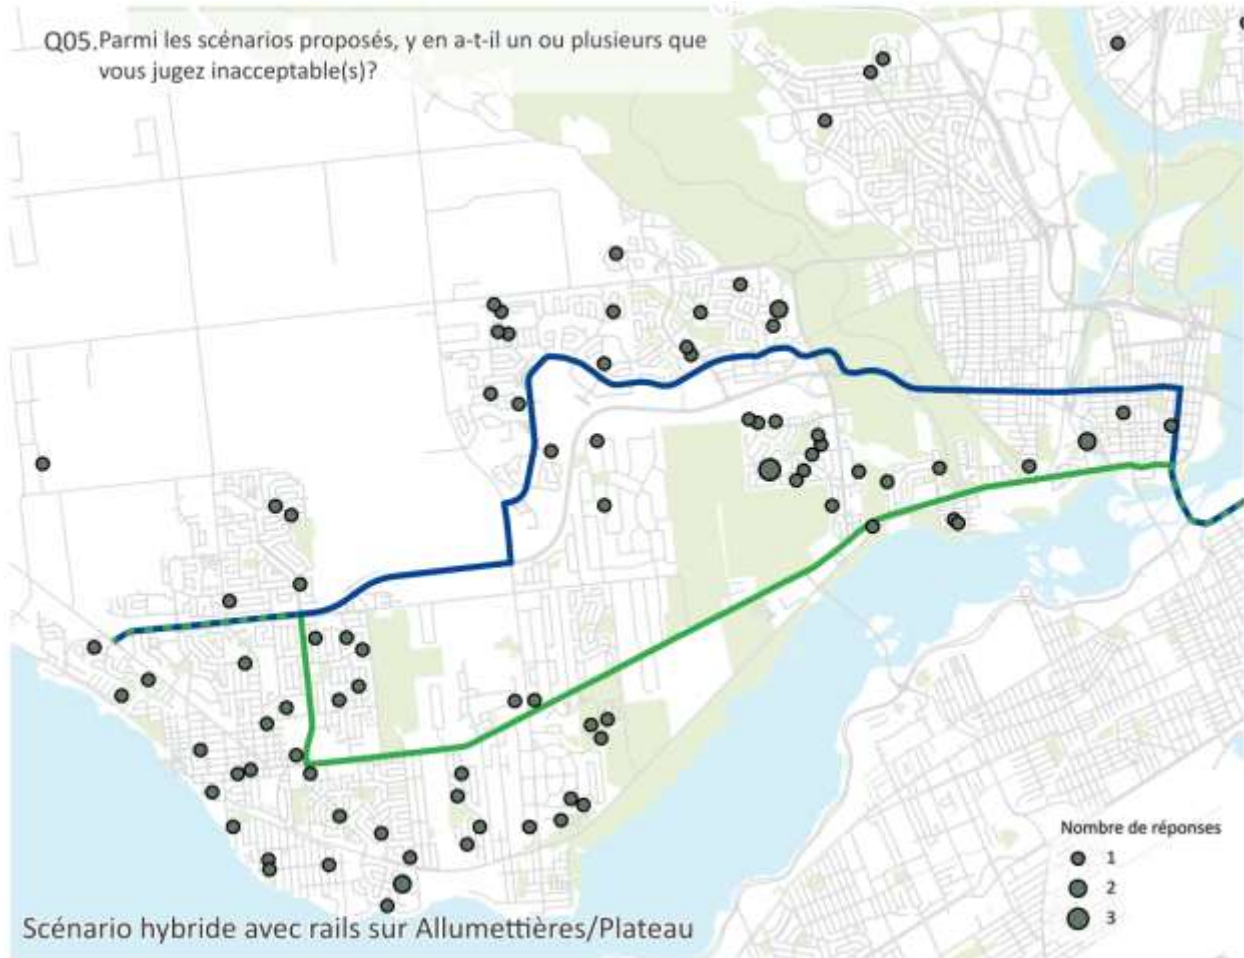 Q05.Parmi les scénarios proposés, y en a-t-il un ou plusieurs que
vous jugez inacceptable(s)?
Nombre de réponses
1
2
3
Scénario hybride avec rails sur Allumettières/Plateau